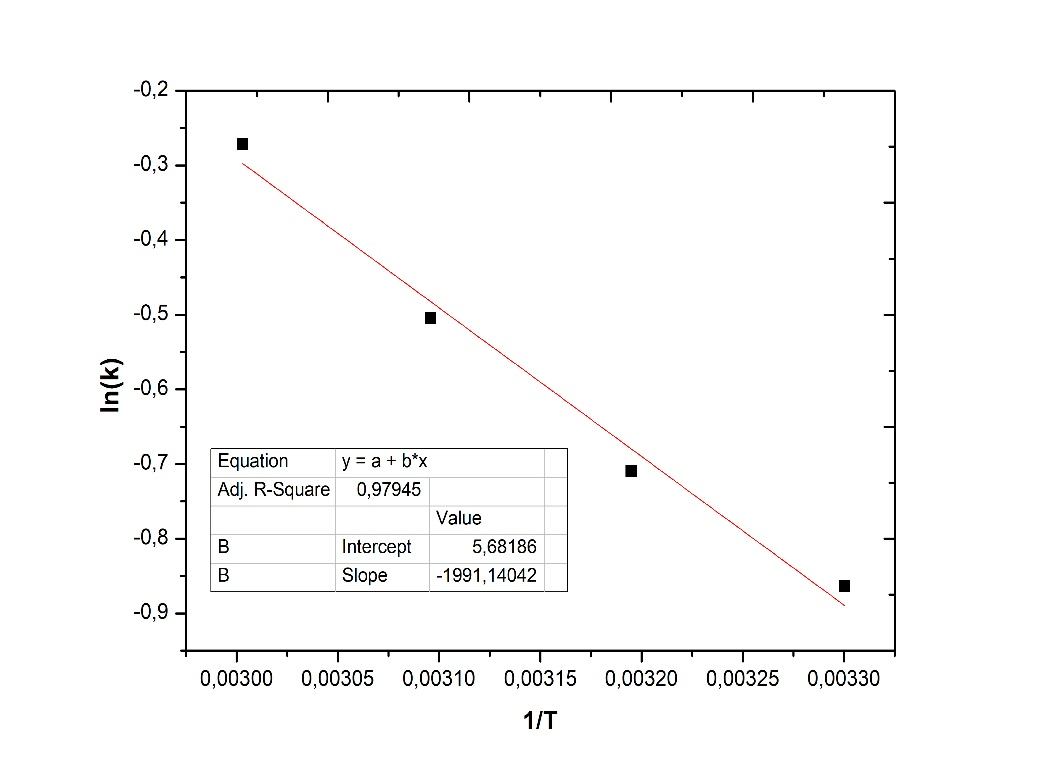 -0,2
-0,3
-0,4
-0,5
-0,6
-0,7
-0,8
-0,9
ln(k)
Equation y = a + b*x
Adj. R-Square 0,97945
Value
B Intercept 5,68186
B Slope -1991,14042
0,00300 0,00305 0,00310 0,00315 0,00320 0,00325 0,00330
1/T